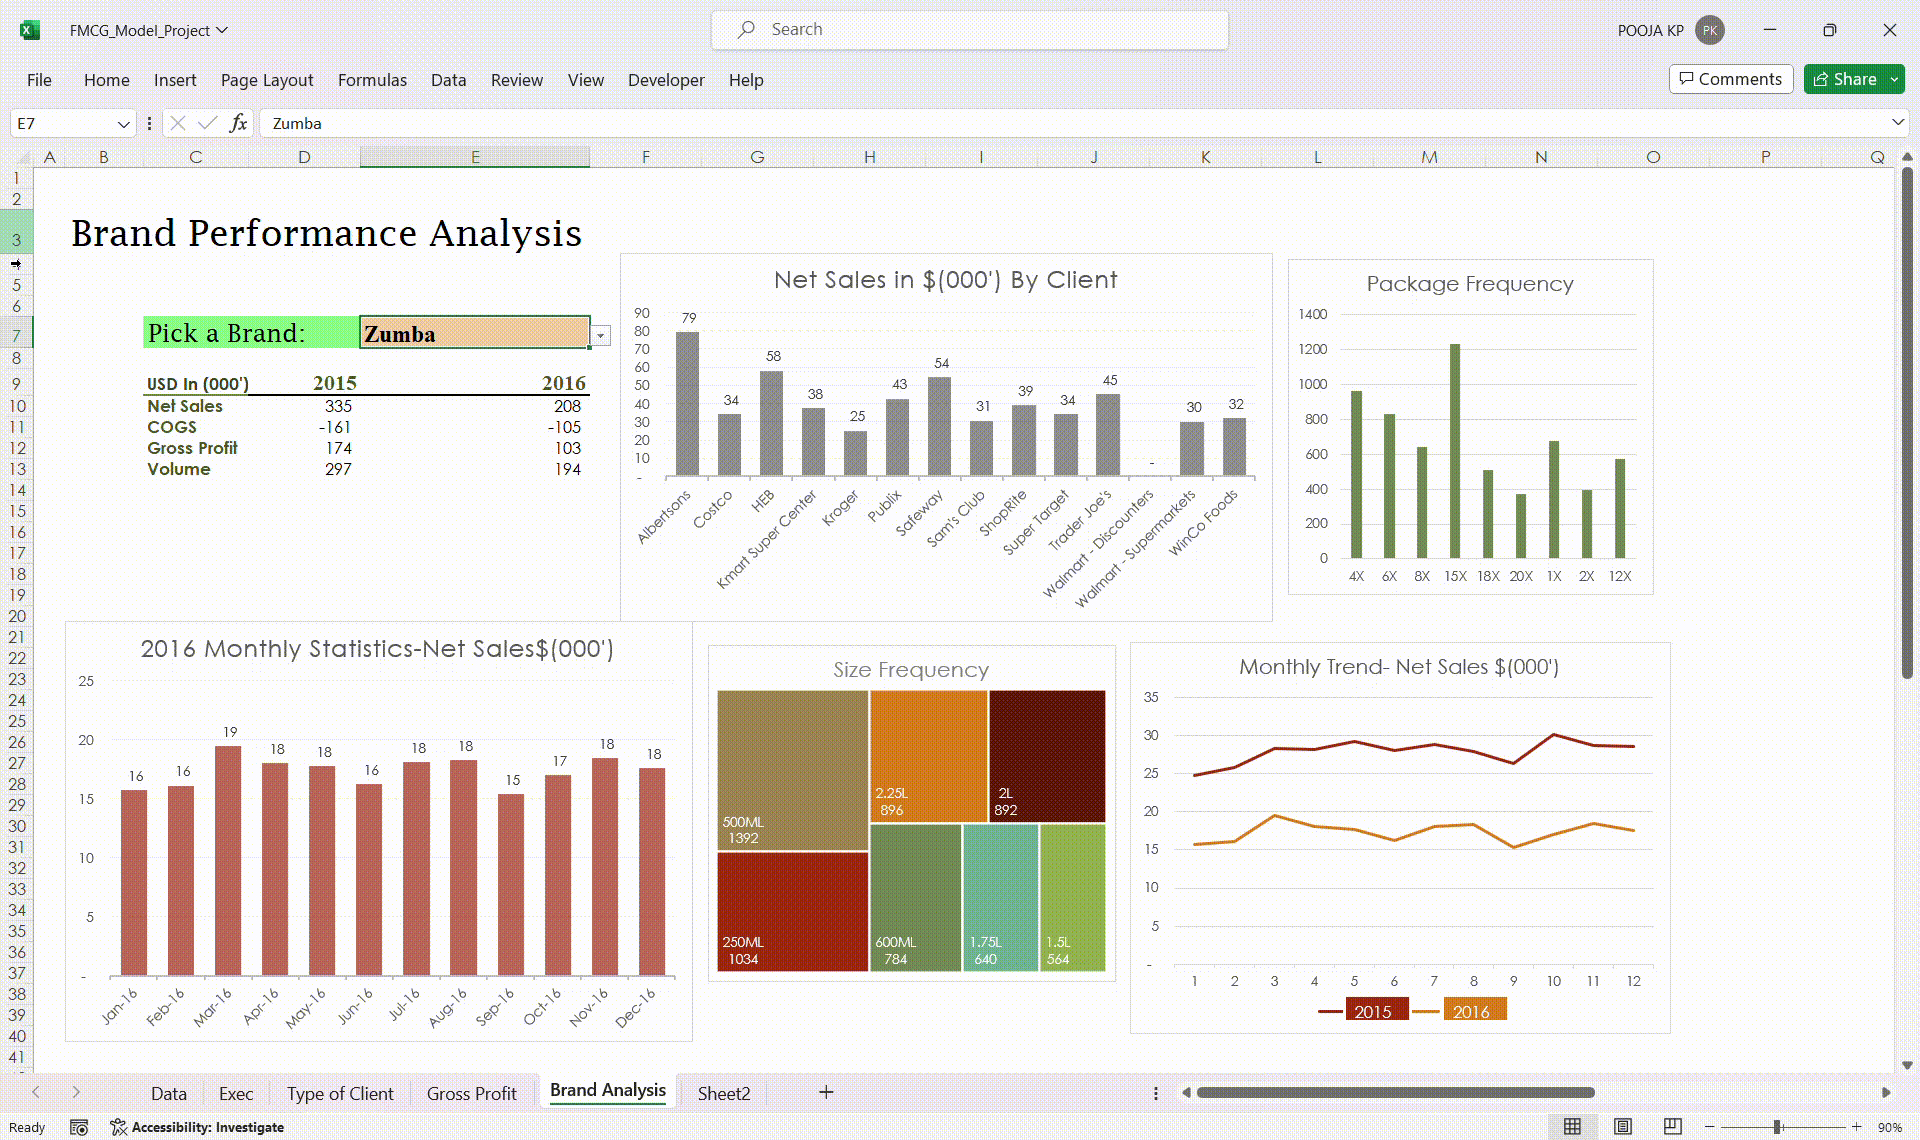 FMCG_Model_Project
Search
POOJA KP
PK
File Home Insert Page Layout Formulas Data Review View Developer Help
Comments
Share
E7
fx
Zumba
A B C D E F G H I J K L M N O P Q
1
2
3
5
6
7
8
9
10
11
12
13
14
15
16
17
18
19
20
21
22
23
24
25
26
27
28
29
30
31
32
33
34
35
36
37
38
39
40
41
Brand Performance Analysis
Pick a Brand: Zumba
USD In (000') 2015 2016
Net Sales 335 208
COGS -161 -105
Gross Profit 174 103
Volume 297 194
Net Sales in $(000') By Client
90
80
70
60
50
40
30
20
10
-
79 34 58 38 25 43 54 31 39 34 45 - 30 32
Albertsons
Costco
HEB
Kmart Super Center
Kroger
Publix
Safeway
Sam's Club
ShopRite
Super Target
Trader Joe's
Walmart - Discounters
Walmart - Supermarkets
WinCo Foods
Package Frequency
1400
1200
1000
800
600
400
200
0
4X 6X 8X 15X 18X 20X 1X 2X 12X
2016 Monthly Statistics-Net Sales$(000')
25
20
15
10
5
-
16 16 19 18 18 16 18 18 15 17 18 18
Jan-16 Feb-16 Mar-16 Apr-16 May-16 Jun-16 Jul-16 Aug-16 Sep-16 Oct-16 Nov-16 Dec-16
Size Frequency
500ML
1392
2.25L
896
2L
892
250ML
1034
600ML
784
1.75L
640
1.5L
564
Monthly Trend- Net Sales $(000')
35
30
25
20
15
10
5
-
1 2 3 4 5 6 7 8 9 10 11 12
2015 2016
Data Exec Type of Client Gross Profit Brand Analysis Sheet2
Ready
Accessibility: Investigate
90%